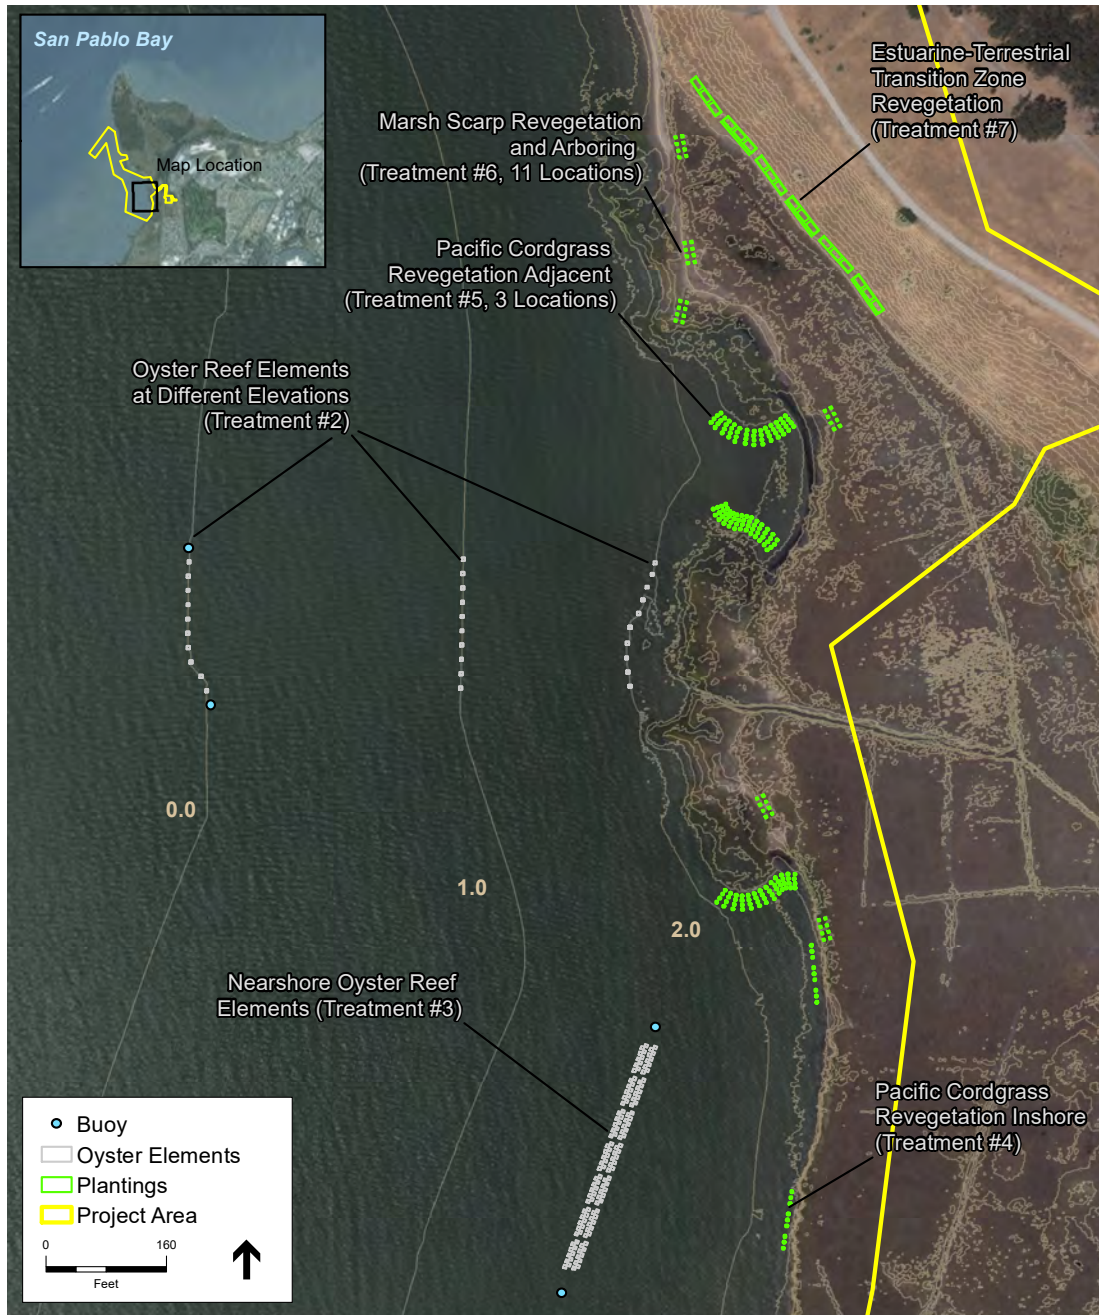 San Pablo Bay
Map Location
Estuarine-Terrestrial
Transition Zone
Revegetation
(Treatment #7)
Marsh Scarp Revegetation
and Arboring
(Treatment #6, 11 Locations)
Pacific Cordgrass
Revegetation Adjacent
(Treatment #5, 3 Locations)
Oyster Reef Elements
at Different Elevations
(Treatment #2)
0.0
1.0
2.0
Nearshore Oyster Reef
Elements (Treatment #3)
Pacific Cordgrass
Revegetation Inshore
(Treatment #4)
Buoy
Oyster Elements
Plantings
Project Area
0 160
Feet